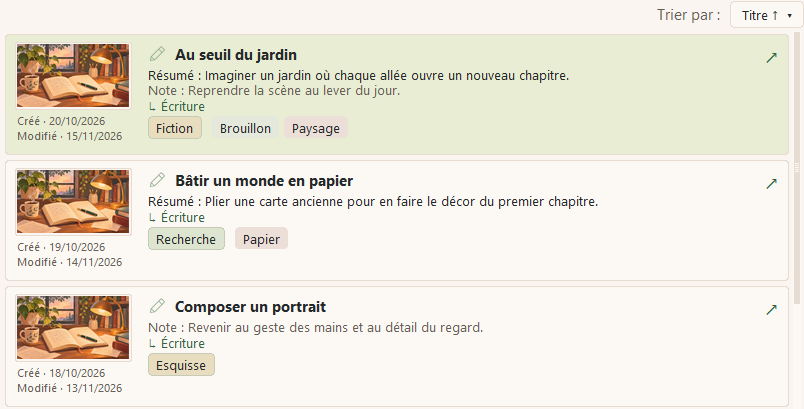 Trier par : Titre ↑
Au seuil du jardin
Résumé : Imaginer un jardin où chaque allée ouvre un nouveau chapitre.
Note : Reprendre la scène au lever du jour.
↳ Écriture
Fiction Brouillon Paysage
Créé · 20/10/2026
Modifié · 15/11/2026
Bâtir un monde en papier
Résumé : Plier une carte ancienne pour en faire le décor du premier chapitre.
↳ Écriture
Recherche Papier
Créé · 19/10/2026
Modifié · 14/11/2026
Composer un portrait
Note : Revenir au geste des mains et au détail du regard.
↳ Écriture
Esquisse
Créé · 18/10/2026
Modifié · 13/11/2026